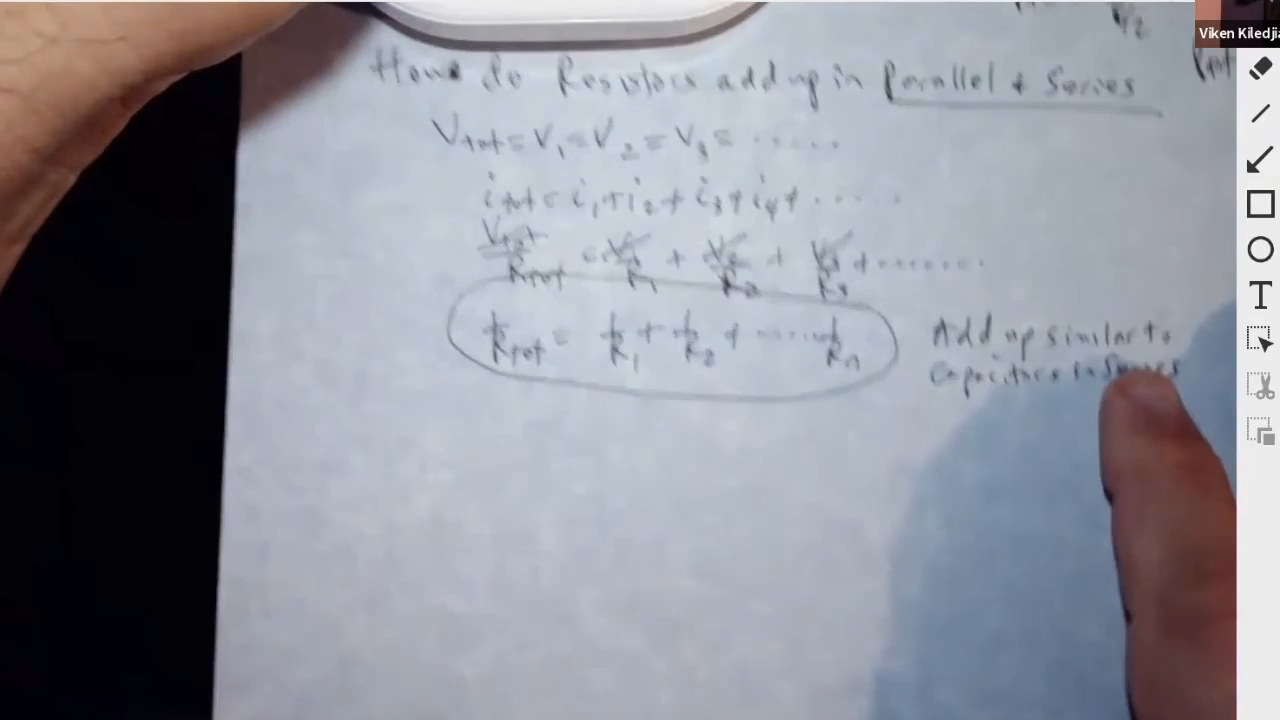 Viken Kiledjia
How do Resistors add up in Parallel & Series
Vtot = V1 = V2 = V3 = .....
itot = i1 + i2 + i3 + i4 + .....
Vtot/Rtot = V1/R1 + V2/R2 + V3/R3 + .......
1/Rtot = 1/R1 + 1/R2 + ..... 1/Rn
Add up similar to
capacitors in Series